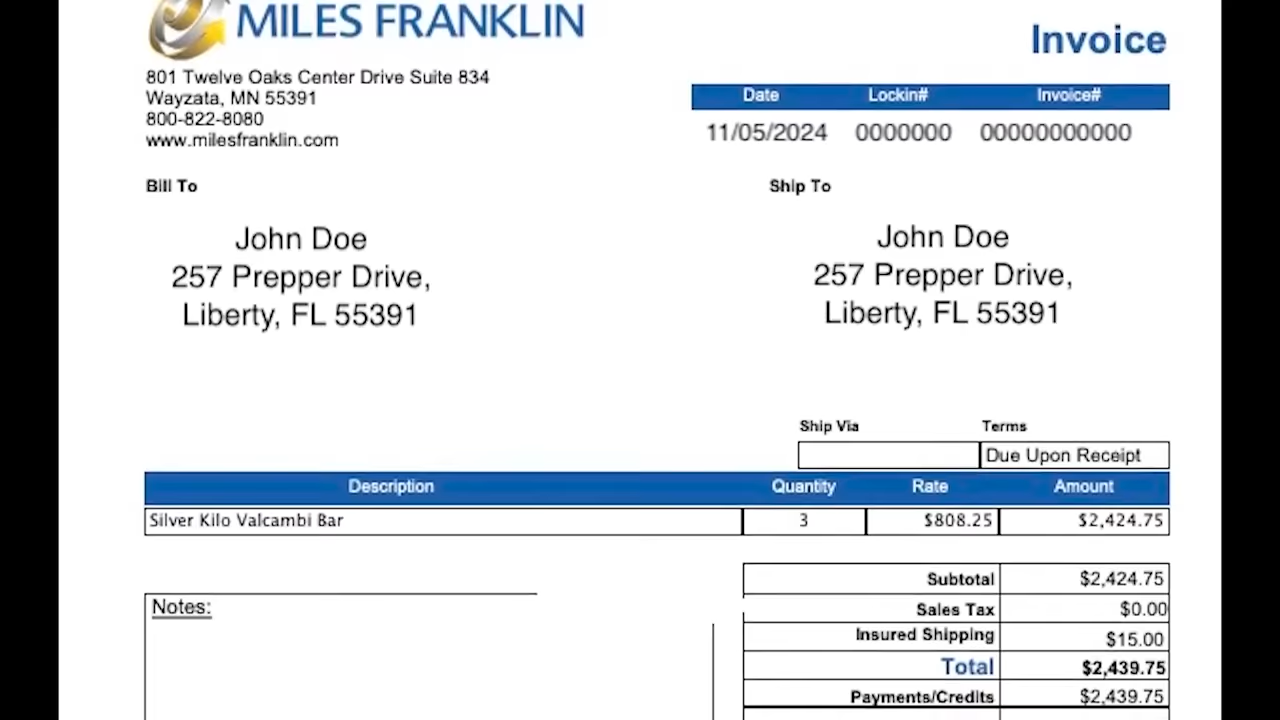 MILES FRANKLIN
Invoice
801 Twelve Oaks Center Drive Suite 834
Wayzata, MN 55391
800-822-8080
www.milesfranklin.com
Date Lockin# Invoice#
11/05/2024 0000000 00000000000
Bill To
Ship To
John Doe
257 Prepper Drive,
Liberty, FL 55391
John Doe
257 Prepper Drive,
Liberty, FL 55391
Ship Via Terms
Due Upon Receipt
Description Quantity Rate Amount
Silver Kilo Valcambi Bar 3 $808.25 $2,424.75
Subtotal $2,424.75
Sales Tax $0.00
Insured Shipping $15.00
Total $2,439.75
Payments/Credits $2,439.75
Notes: